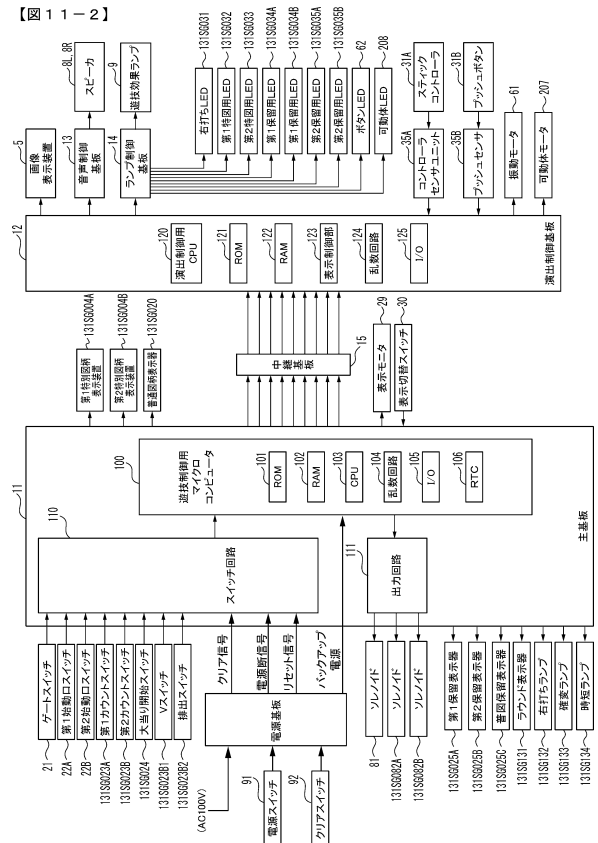 【図１１－２】
5
画像
表示装置
13
音声制御
基板
8L, 8R
スピーカ
14
ランプ制御
基板
9
遊技効果ランプ
右打ちLED
131SG031
第1特図用LED
131SG032
第2特図用LED
131SG033
第1保留用LED
131SG034A
第1保留用LED
131SG034B
第2保留用LED
131SG035A
第2保留用LED
131SG035B
ボタンLED
62
可動体LED
208
35A
コントローラ
センサユニット
31A
スティック
コントローラ
35B
プッシュセンサ
31B
プッシュボタン
振動モータ
61
可動体モータ
207
12
120
演出制御用
CPU
121
ROM
122
RAM
123
表示制御部
124
乱数回路
125
I/O
演出制御基板
第1特別図柄
表示装置
131SG004A
第2特別図柄
表示装置
131SG004B
普通図柄表示器
131SG020
中継
基板
15
表示モニタ
29
表示切替スイッチ
30
11
100
遊技制御用
マイクロ
コンピュータ
101
ROM
102
RAM
103
CPU
104
乱数回路
105
I/O
106
RTC
主基板
110
スイッチ回路
111
出力回路
ゲートスイッチ
21
第1始動口スイッチ
22A
第2始動口スイッチ
22B
第1カウントスイッチ
131SG023A
第2カウントスイッチ
131SG023B
大当り開始スイッチ
131SG024
Vスイッチ
131SG023B1
排出スイッチ
131SG023B2
クリア信号
電源断信号
リセット信号
バックアップ
電源
電源基板
(AC100V)
91
電源スイッチ
92
クリアスイッチ
ソレノイド
81
ソレノイド
131SG082A
ソレノイド
131SG082B
第1保留表示器
131SG025A
第2保留表示器
131SG025B
普図保留表示器
131SG025C
ラウンド表示器
131SG131
右打ちランプ
131SG132
確変ランプ
131SG133
時短ランプ
131SG134